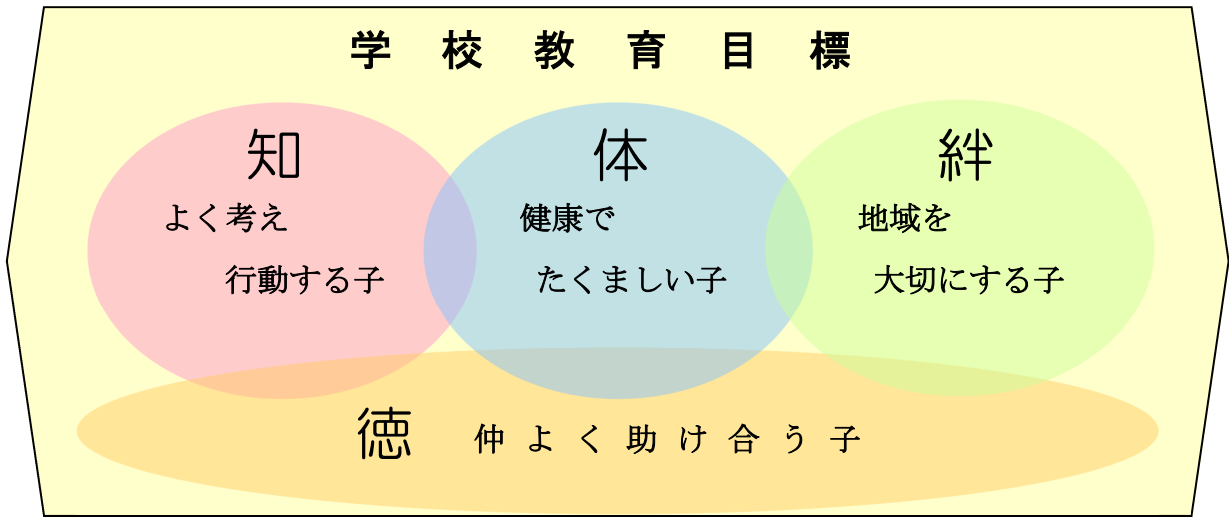 学校教育目標
知
よく考え
行動する子
体
健康で
たくましい子
絆
地域を
大切にする子
徳
仲よく助け合う子